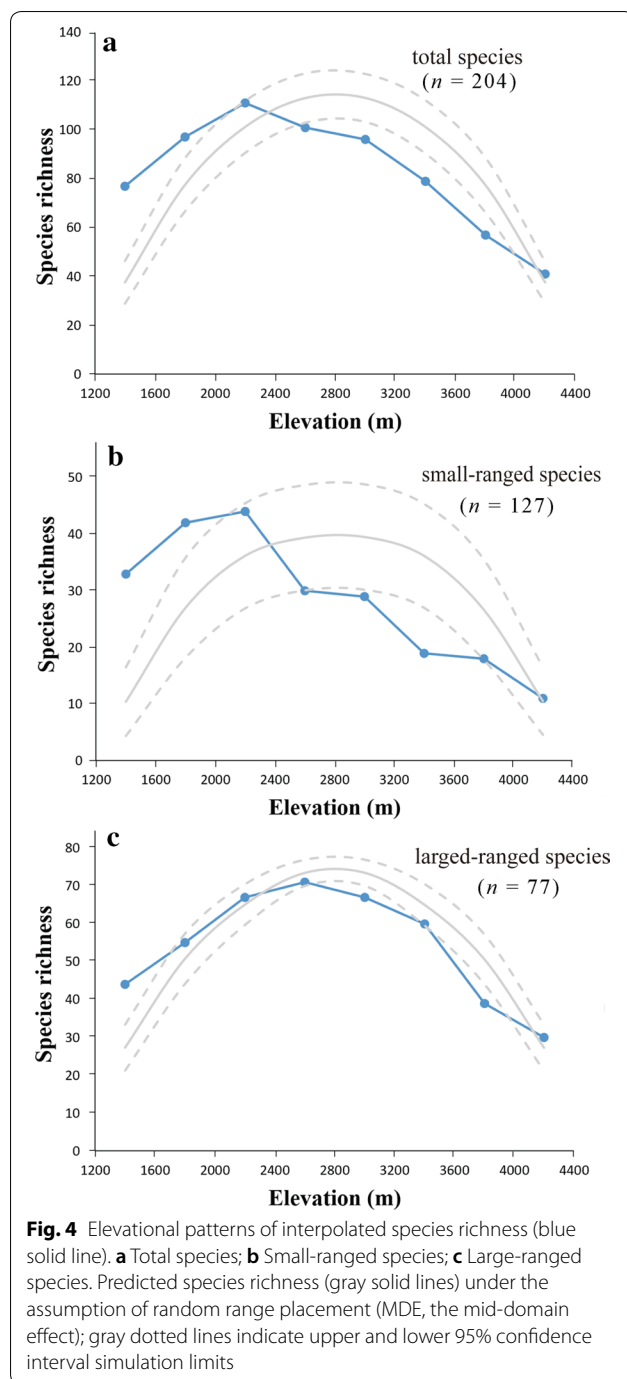 a
total species
(n = 204)
140
120
100
80
60
40
20
0
Species richness
1200 1600 2000 2400 2800 3200 3600 4000 4400
Elevation (m)
b
small-ranged species
(n = 127)
50
40
30
20
10
0
Species richness
1200 1600 2000 2400 2800 3200 3600 4000 4400
Elevation (m)
c
larged-ranged species
(n = 77)
80
70
60
50
40
30
20
10
0
Species richness
1200 1600 2000 2400 2800 3200 3600 4000 4400
Elevation (m)
Fig. 4 Elevational patterns of interpolated species richness (blue
solid line). a Total species; b Small-ranged species; c Large-ranged
species. Predicted species richness (gray solid lines) under the
assumption of random range placement (MDE, the mid-domain
effect); gray dotted lines indicate upper and lower 95% confidence
interval simulation limits